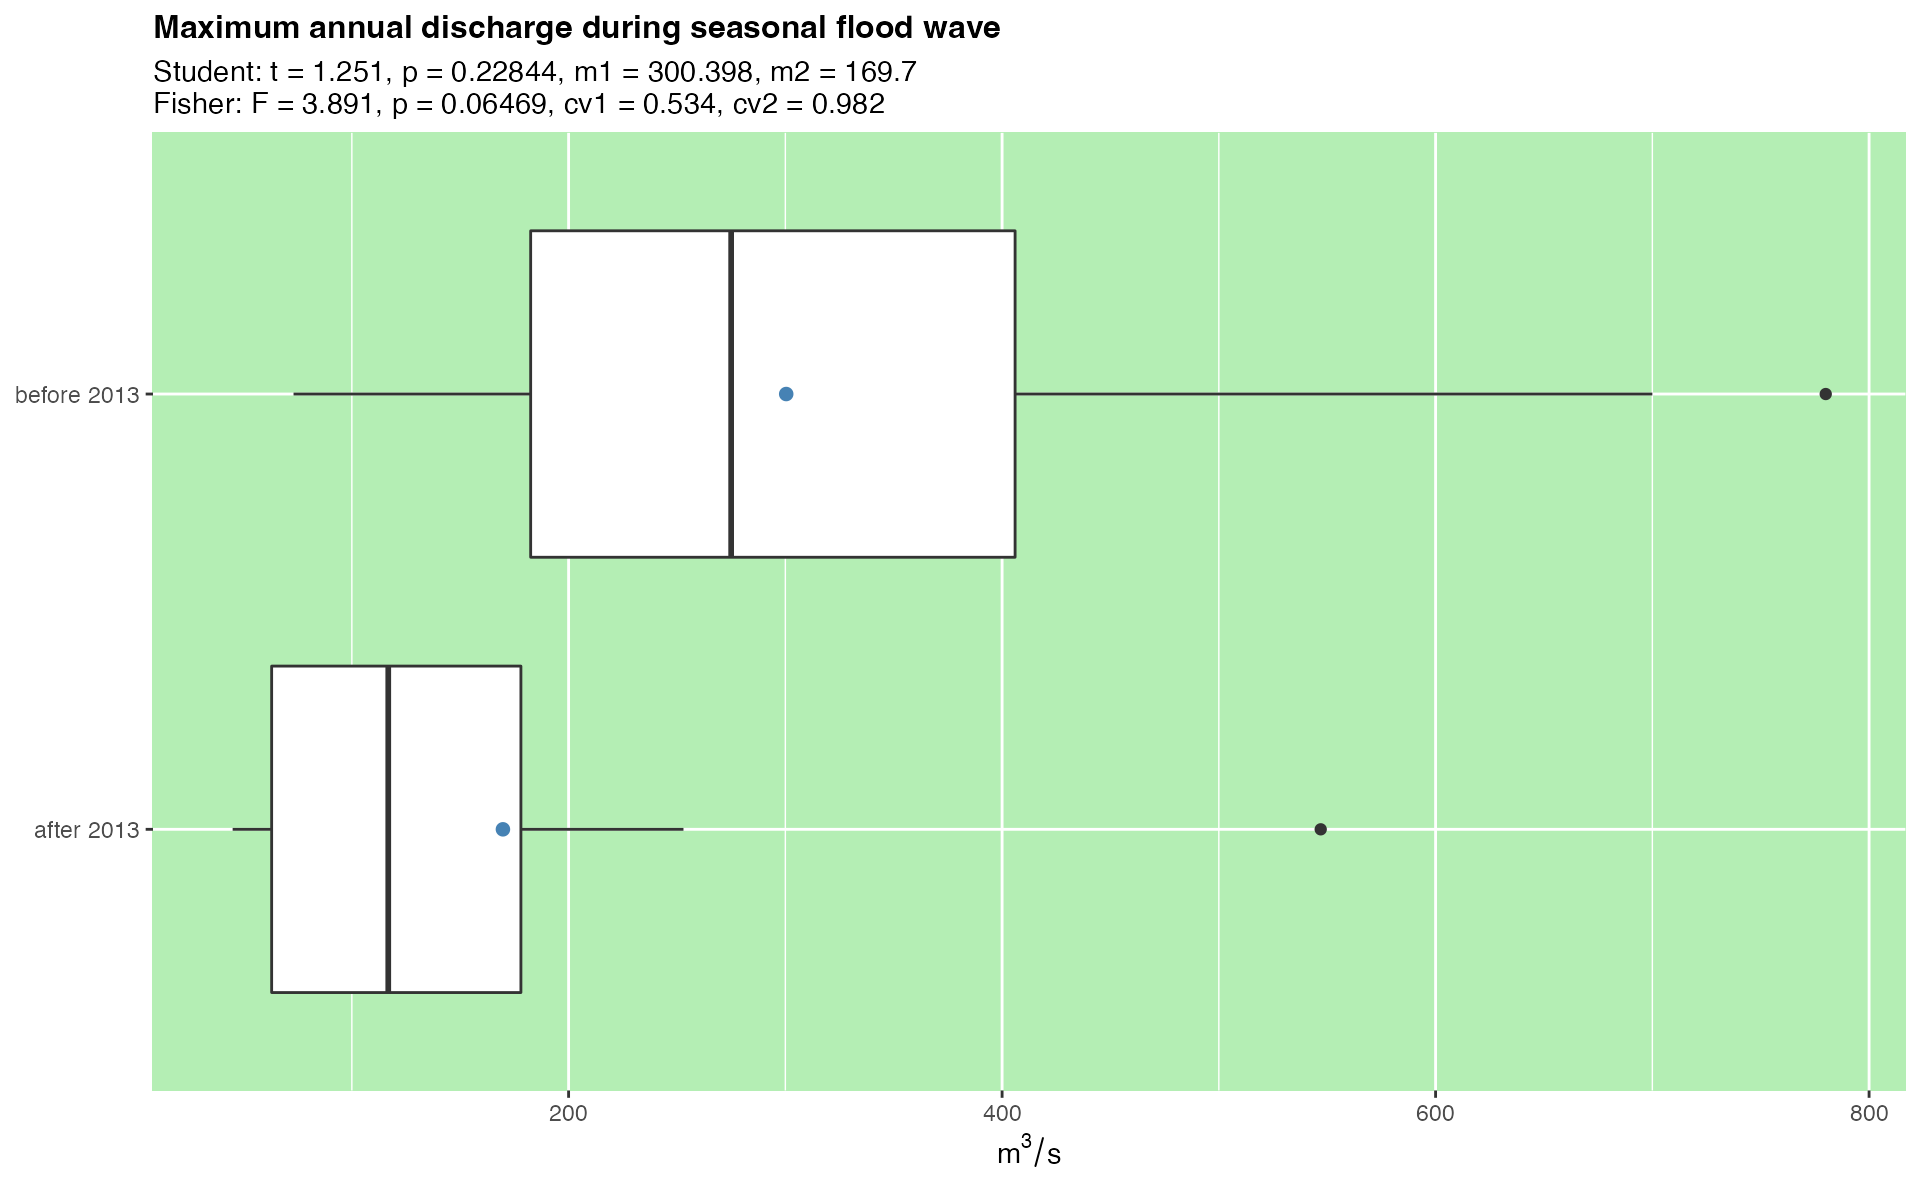 Maximum annual discharge during seasonal flood wave
Student: t = 1.251, p = 0.22844, m1 = 300.398, m2 = 169.7
Fisher: F = 3.891, p = 0.06469, cv1 = 0.534, cv2 = 0.982
before 2013
after 2013
200 400 600 800
m³/s